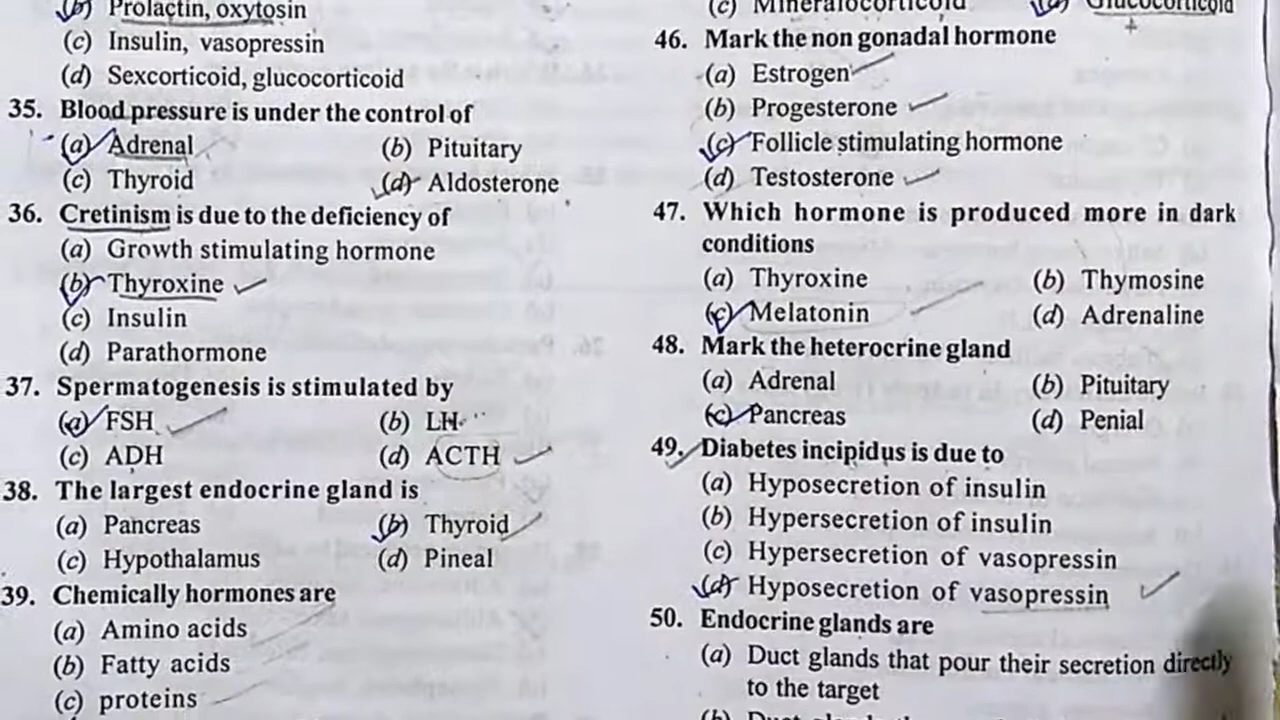 (b) Prolactin, oxytosin
(c) Insulin, vasopressin
(d) Sexcorticoid, glucocorticoid
35. Blood pressure is under the control of
(a) Adrenal (b) Pituitary
(c) Thyroid (d) Aldosterone
36. Cretinism is due to the deficiency of
(a) Growth stimulating hormone
(b) Thyroxine
(c) Insulin
(d) Parathormone
37. Spermatogenesis is stimulated by
(a) FSH (b) LH
(c) ADH (d) ACTH
38. The largest endocrine gland is
(a) Pancreas (b) Thyroid
(c) Hypothalamus (d) Pineal
39. Chemically hormones are
(a) Amino acids
(b) Fatty acids
(c) proteins
(c) Mineralocorticoid (d) Glucocorticoid
46. Mark the non gonadal hormone
(a) Estrogen
(b) Progesterone
(c) Follicle stimulating hormone
(d) Testosterone
47. Which hormone is produced more in dark
conditions
(a) Thyroxine (b) Thymosine
(c) Melatonin (d) Adrenaline
48. Mark the heterocrine gland
(a) Adrenal (b) Pituitary
(c) Pancreas (d) Penial
49. Diabetes incipidus is due to
(a) Hyposecretion of insulin
(b) Hypersecretion of insulin
(c) Hypersecretion of vasopressin
(d) Hyposecretion of vasopressin
50. Endocrine glands are
(a) Duct glands that pour their secretion directly
to the target